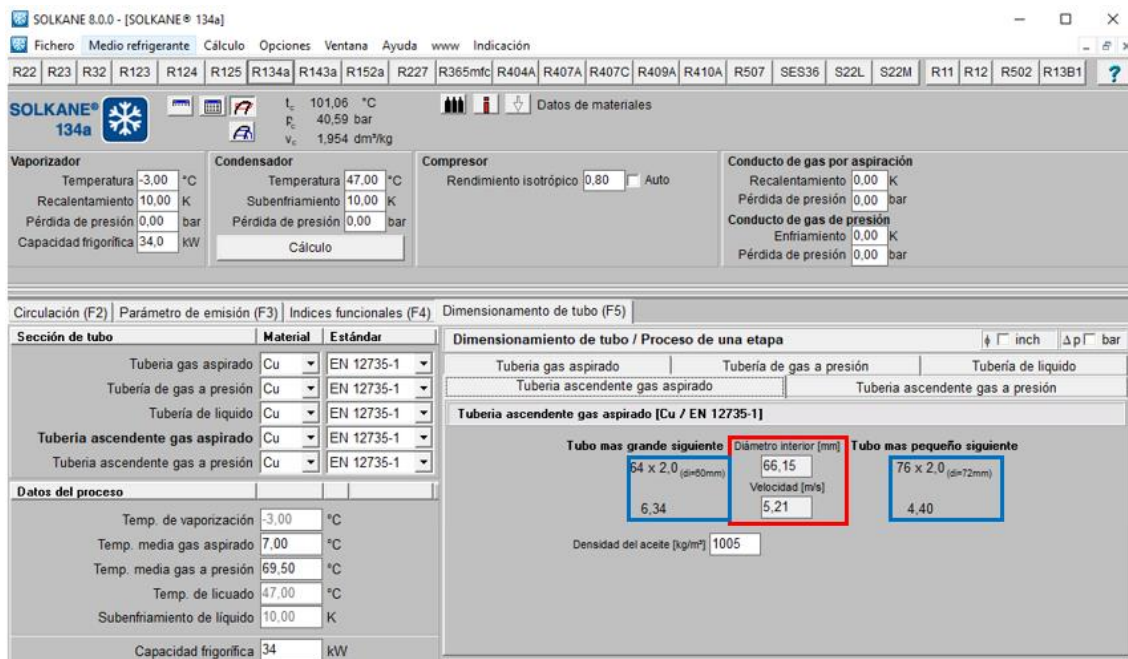 SOLKANE 8.0.0 - [SOLKANE® 134a]
Fichero Medio refrigerante Cálculo Opciones Ventana Ayuda www Indicación
R22 R23 R32 R123 R124 R125 R134a R143a R152a R227 R365mfc R404A R407A R407C R409A R410A R507 SES36 S22L S22M R11 R12 R502 R13B1 ?
SOLKANE® 134a
tc 101,06 °C
pc 40,59 bar
vc 1,954 dm³/kg
Datos de materiales
Vaporizador
Temperatura -3,00 °C
Recalentamiento 10,00 K
Pérdida de presión 0,00 bar
Capacidad frigorífica 34,0 kW
Condensador
Temperatura 47,00 °C
Subenfriamiento 10,00 K
Pérdida de presión 0,00 bar
Cálculo
Compresor
Rendimiento isotrópico 0,80 Auto
Conducto de gas por aspiración
Recalentamiento 0,00 K
Pérdida de presión 0,00 bar
Conducto de gas de presión
Enfriamiento 0,00 K
Pérdida de presión 0,00 bar
Circulación (F2) Parámetro de emisión (F3) Indices funcionales (F4) Dimensionamento de tubo (F5)
Sección de tubo Material Estándar
Tuberia gas aspirado Cu EN 12735-1
Tubería de gas a presión Cu EN 12735-1
Tubería de liquido Cu EN 12735-1
Tuberia ascendente gas aspirado Cu EN 12735-1
Tuberia ascendente gas a presión Cu EN 12735-1
Datos del proceso
Temp. de vaporización -3,00 °C
Temp. media gas aspirado 7,00 °C
Temp. media gas a presión 69,50 °C
Temp. de licuado 47,00 °C
Subenfriamiento de líquido 10,00 K
Capacidad frigorífica 34 kW
Dimensionamiento de tubo / Proceso de una etapa ϕ inch Δp bar
Tuberia gas aspirado Tubería de gas a presión Tubería de liquido
Tuberia ascendente gas aspirado Tuberia ascendente gas a presión
Tuberia ascendente gas aspirado [Cu / EN 12735-1]
Tubo mas grande siguiente Diámetro interior [mm] Tubo mas pequeño siguiente
64 x 2,0 (di=60mm) 66,15 76 x 2,0 (di=72mm)
Velocidad [m/s]
6,34 5,21 4,40
Densidad del aceite [kg/m³] 1005